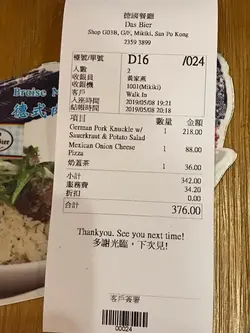 德國餐廳
Das Bier
Shop G03B, G/F, Mikiki, San Po Kong
2359 3899
檯號/單號 D16 /024
人數 2
收銀員 黃家燕
收銀機 1001(Mikiki)
客戶 Walk In
入座時間 2019/05/08 19:21
結帳時間 2019/05/08 20:18
項目 數量 金額
German Pork Knuckle w/ 1 218.00
Sauerkraut & Potato Salad
Mexican Onion Cheese 1 88.00
Pizza
奶蓋茶 1 36.00
小計 342.00
服務費 34.20
折扣 0.00
合計 376.00
Thankyou. See you next time!
多謝光臨，下次見!
客戶簽署
00024
Braise
德式